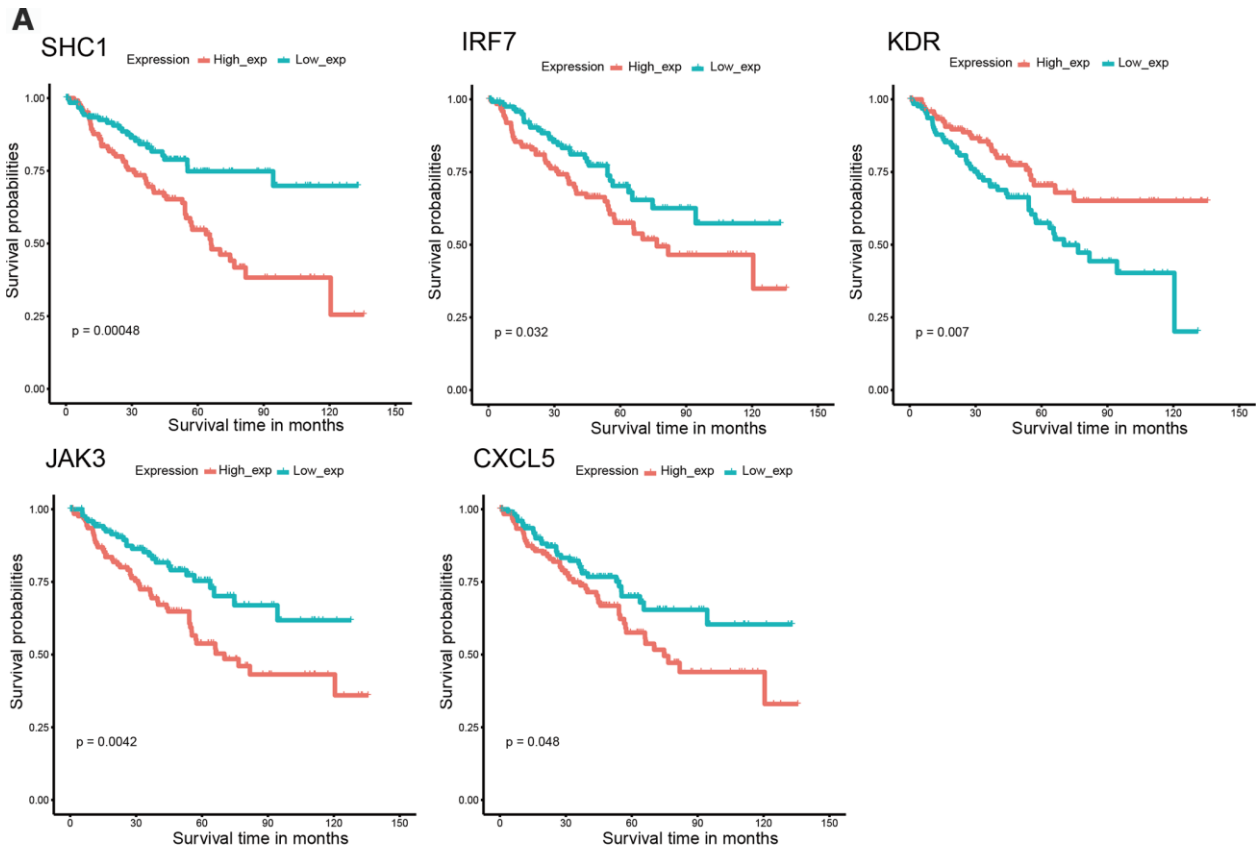 A
SHC1
Expression High_exp Low_exp
Survival probabilities
1.00
0.75
0.50
0.25
0.00
p = 0.00048
0 30 60 90 120 150
Survival time in months
IRF7
Expression High_exp Low_exp
Survival probabilities
1.00
0.75
0.50
0.25
0.00
p = 0.032
0 30 60 90 120 150
Survival time in months
KDR
Expression High_exp Low_exp
Survival probabilities
1.00
0.75
0.50
0.25
0.00
p = 0.007
0 30 60 90 120 150
Survival time in months
JAK3
Expression High_exp Low_exp
Survival probabilities
1.00
0.75
0.50
0.25
0.00
p = 0.0042
0 30 60 90 120 150
Survival time in months
CXCL5
Expression High_exp Low_exp
Survival probabilities
1.00
0.75
0.50
0.25
0.00
p = 0.048
0 30 60 90 120 150
Survival time in months